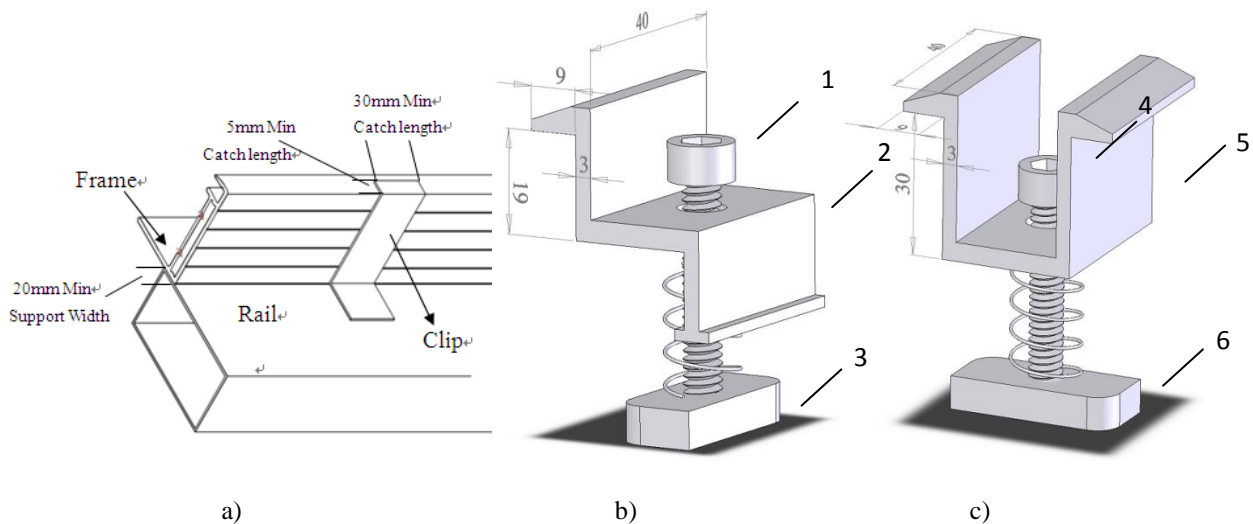 30mm Min↵
Catch length↵
5mm Min
Catch length↵
Frame↵
20mm Min↵
Support Width↵
Rail↵
Clip↵
↵
a)
40
9
3
19
1
2
3
b)
40
3
30
4
5
6
c)